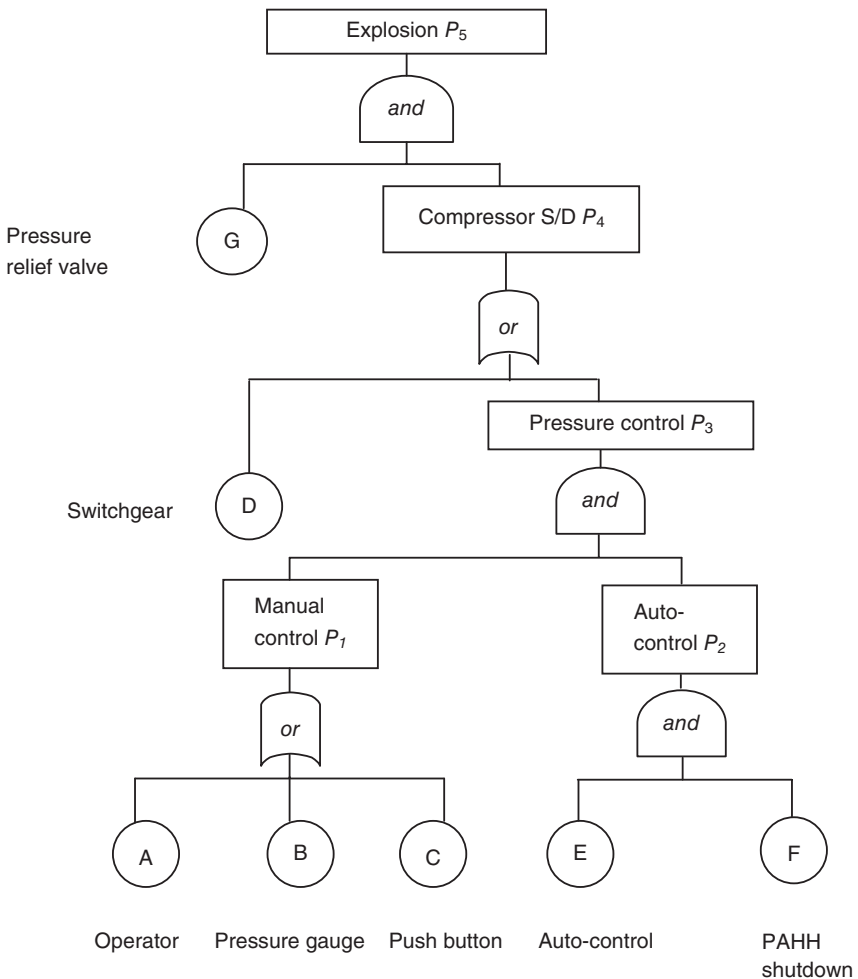 Explosion P5
and
G
Pressure
relief valve
Compressor S/D P4
or
Pressure control P3
D
Switchgear
and
Manual
control P1
Auto-
control P2
or
and
A
B
C
E
F
Operator
Pressure gauge
Push button
Auto-control
PAHH
shutdown